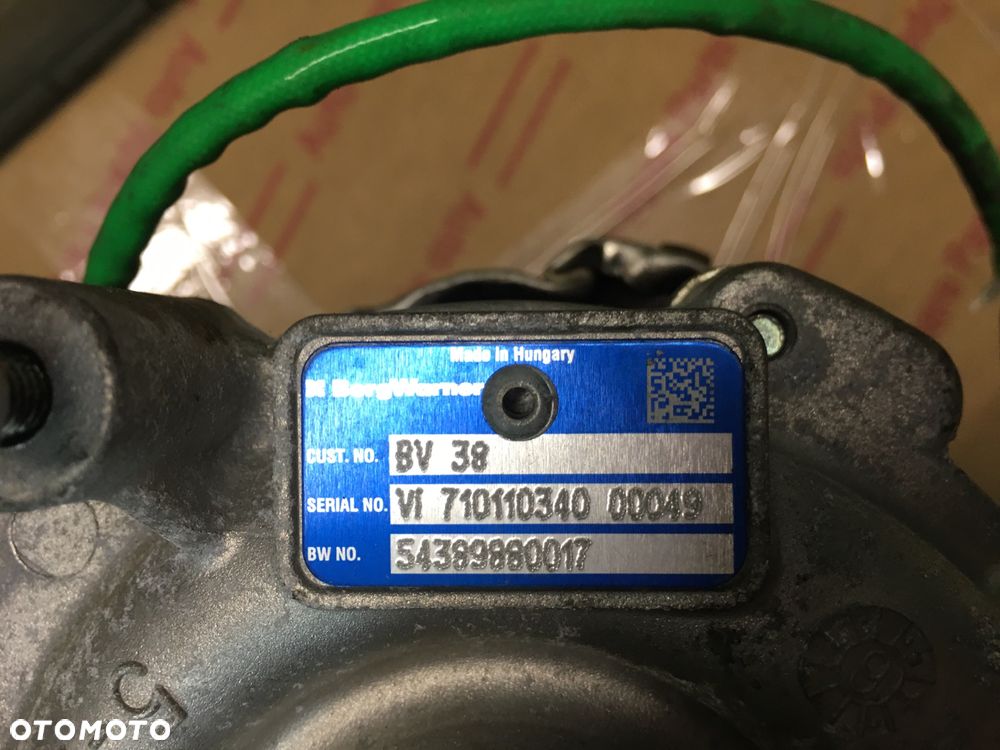 Made in Hungary
BorgWarner
CUST. NO. BV 38
SERIAL NO. VI 710110340 00049
BW NO. 54389880017
OTOMOTO